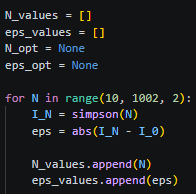 N_values = []
eps_values = []
N_opt = None
eps_opt = None
for N in range(10, 1002, 2):
    I_N = simpson(N)
    eps = abs(I_N - I_0)
    N_values.append(N)
    eps_values.append(eps)